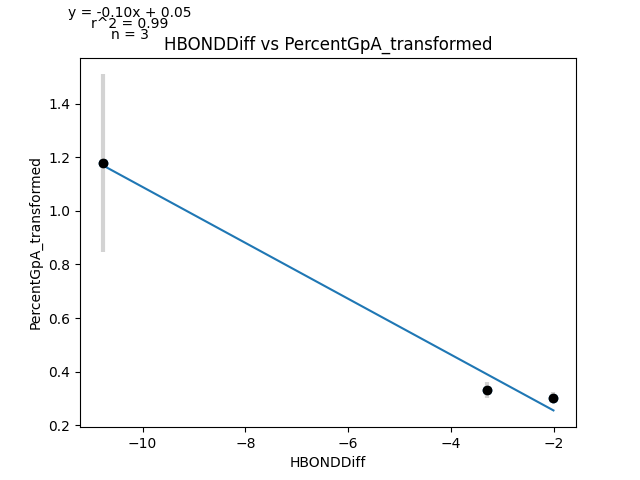 y = -0.10x + 0.05
r^2 = 0.99
n = 3
HBONDDiff vs PercentGpA_transformed
PercentGpA_transformed
1.4
1.2
1.0
0.8
0.6
0.4
0.2
−10
−8
−6
−4
−2
HBONDDiff